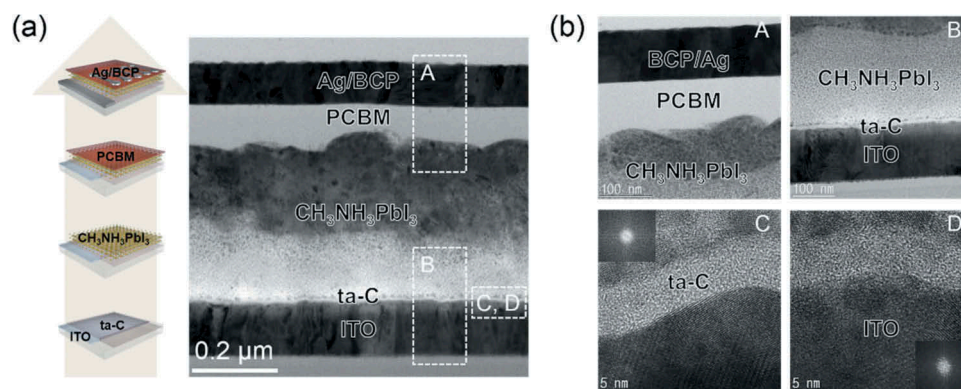 (a)
Ag/BCP
PCBM
CH₃NH₃PbI₃
ITO
ta-C
Ag/BCP
A
PCBM
CH₃NH₃PbI₃
B
ta-C
C, D
ITO
0.2 μm
(b)
A
BCP/Ag
PCBM
CH₃NH₃PbI₃
100 nm
B
CH₃NH₃PbI₃
ta-C
ITO
100 nm
C
ta-C
5 nm
D
ITO
5 nm